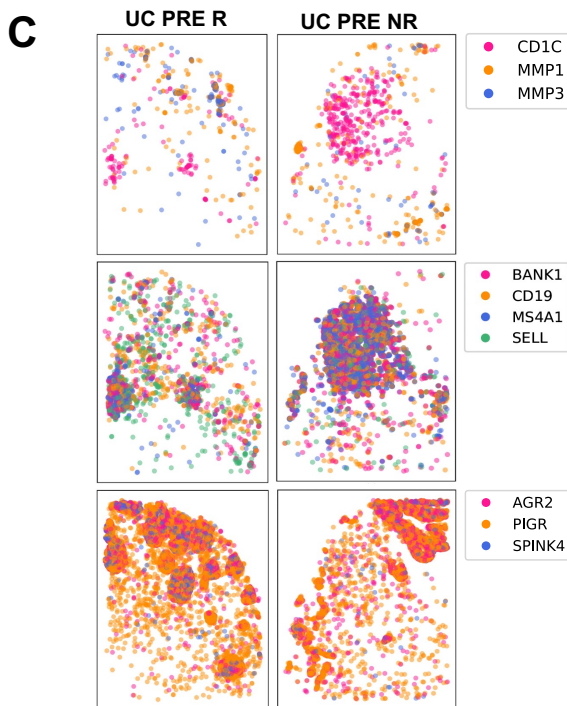 C
UC PRE R
UC PRE NR
CD1C
MMP1
MMP3
BANK1
CD19
MS4A1
SELL
AGR2
PIGR
SPINK4